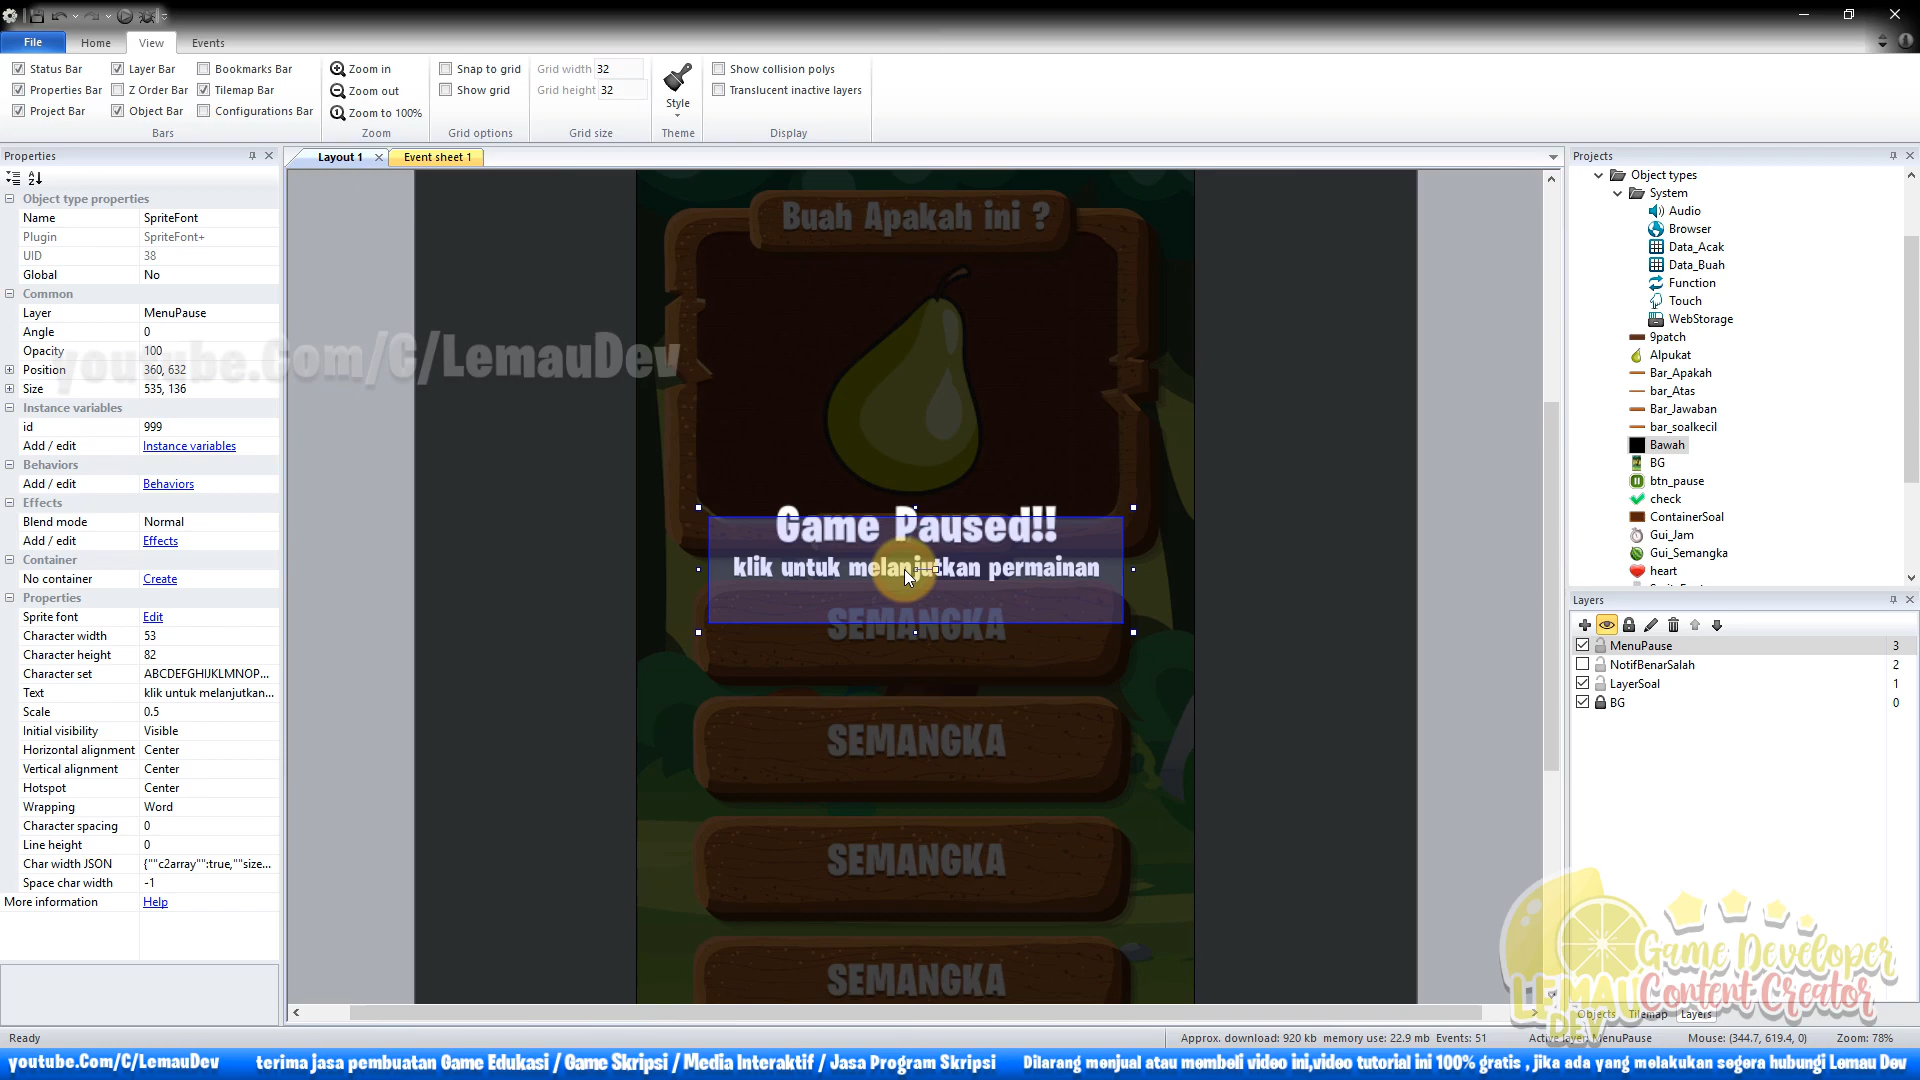 File Home View Events
Status Bar Layer Bar Bookmarks Bar
Properties Bar Z Order Bar Tilemap Bar
Project Bar Object Bar Configurations Bar
Bars
Zoom in
Zoom out
Zoom to 100%
Zoom
Snap to grid
Show grid
Grid options
Grid width 32
Grid height 32
Grid size
Style
Theme
Show collision polys
Translucent inactive layers
Display
Properties
Object type properties
Name SpriteFont
Plugin SpriteFont+
UID 38
Global No
Common
Layer MenuPause
Angle 0
Opacity 100
Position 360, 632
Size 535, 136
Instance variables
id 999
Add / edit Instance variables
Behaviors
Add / edit Behaviors
Effects
Blend mode Normal
Add / edit Effects
Container
No container Create
Properties
Sprite font Edit
Character width 53
Character height 82
Character set ABCDEFGHIJKLMNOP...
Text klik untuk melanjutkan...
Scale 0.5
Initial visibility Visible
Horizontal alignment Center
Vertical alignment Center
Hotspot Center
Wrapping Word
Character spacing 0
Line height 0
Char width JSON {""c2array"":true,""size...
Space char width -1
More information Help
Layout 1 Event sheet 1
Buah Apakah ini ?
youtube.Com/C/LemauDev
Game Paused!!
klik untuk melanjutkan permainan
SEMANGKA
SEMANGKA
SEMANGKA
SEMANGKA
Projects
Object types
System
Audio
Browser
Data_Acak
Data_Buah
Function
Touch
WebStorage
9patch
Alpukat
Bar_Apakah
bar_Atas
Bar_Jawaban
bar_soalkecil
Bawah
BG
btn_pause
check
ContainerSoal
Gui_Jam
Gui_Semangka
heart
Layers
MenuPause 3
NotifBenarSalah 2
LayerSoal 1
BG 0
Game Developer
Content Creator
LEMAU
DEV
Objects Tilemap Layers
Ready Approx. download: 920 kb memory use: 22.9 mb Events: 51 Active layer: MenuPause Mouse: (344.7, 619.4, 0) Zoom: 78%
youtube.Com/C/LemauDev terima jasa pembuatan Game Edukasi / Game Skripsi / Media Interaktif / Jasa Program Skripsi Dilarang menjual atau membeli video ini,video tutorial ini 100% gratis , jika ada yang melakukan segera hubungi Lemau Dev